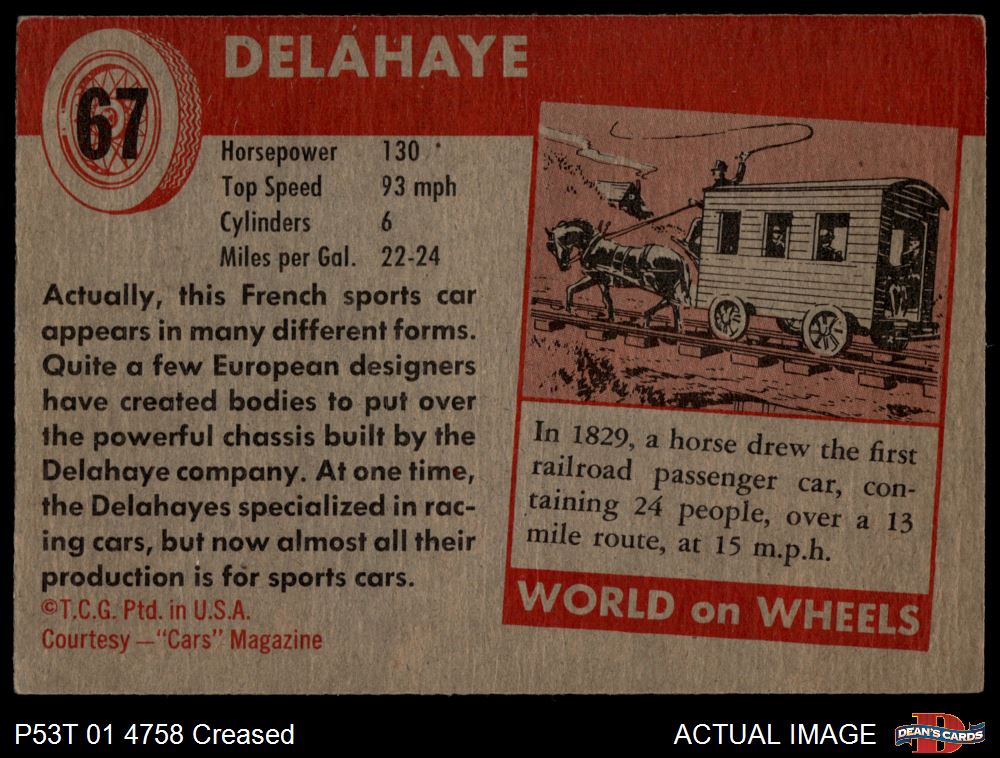 67
DELAHAYE
Horsepower 130
Top Speed 93 mph
Cylinders 6
Miles per Gal. 22-24
Actually, this French sports car
appears in many different forms.
Quite a few European designers
have created bodies to put over
the powerful chassis built by the
Delahaye company. At one time,
the Delahayes specialized in rac-
ing cars, but now almost all their
production is for sports cars.
©T.C.G. Ptd. in U.S.A.
Courtesy —"Cars" Magazine
In 1829, a horse drew the first
railroad passenger car, con-
taining 24 people, over a 13
mile route, at 15 m.p.h.
WORLD on WHEELS
P53T 01 4758 Creased
ACTUAL IMAGE
D
DEAN'S CARDS